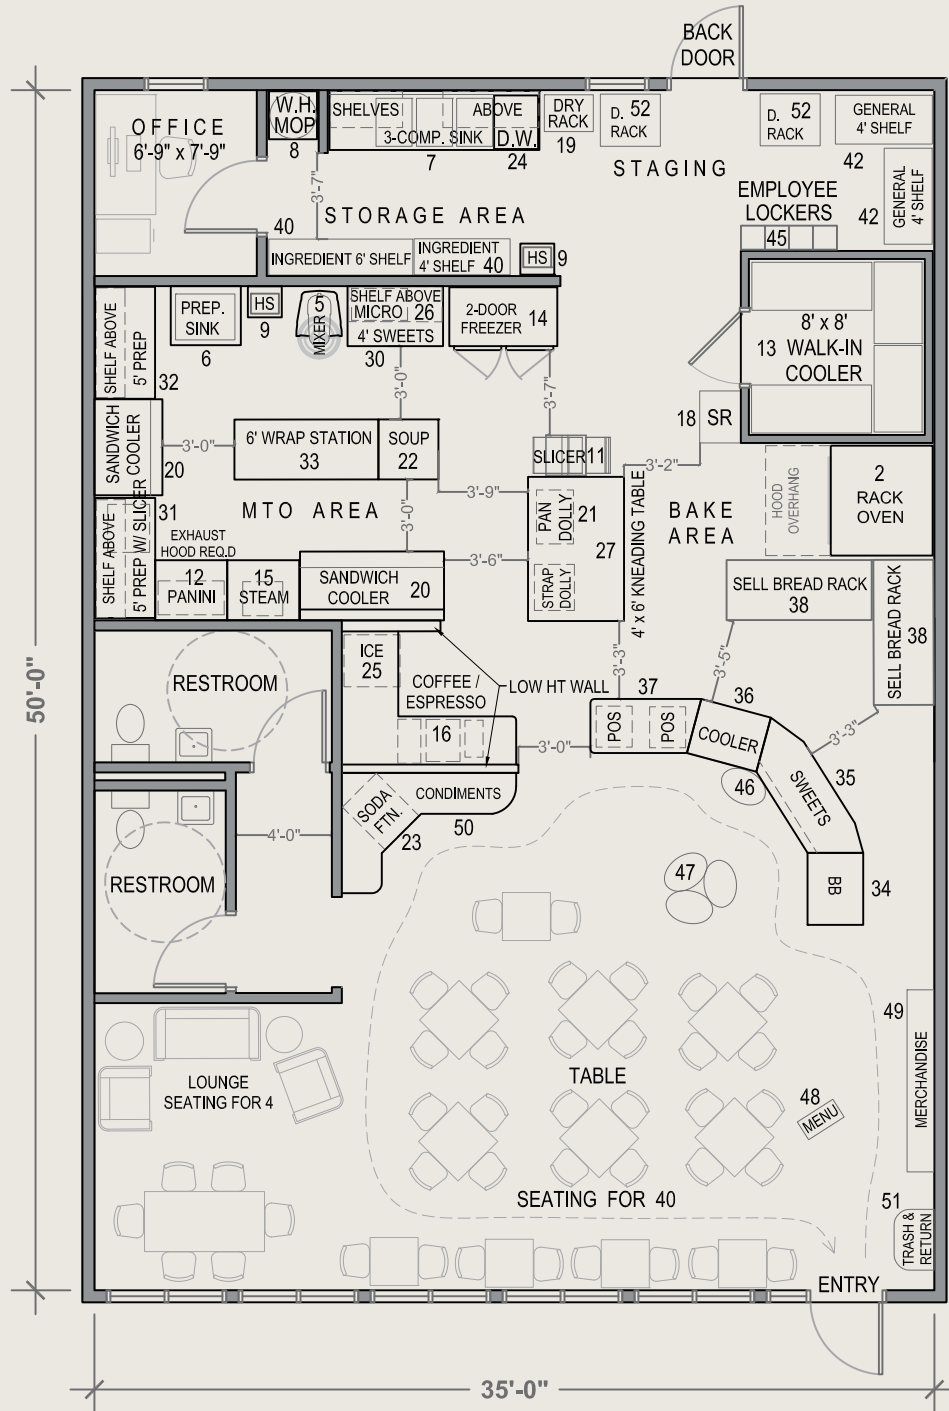 BACK
DOOR
OFFICE
6'-9" x 7'-9"
W.H.
MOP
8
SHELVES
ABOVE
3-COMP. SINK
7
D.W.
24
DRY
RACK
19
D. 52
RACK
D. 52
RACK
GENERAL
4' SHELF
42
GENERAL
4' SHELF
42
STAGING
EMPLOYEE
LOCKERS
45
3'-7"
STORAGE AREA
40
INGREDIENT 6' SHELF
INGREDIENT
4' SHELF 40
HS 9
SHELF ABOVE
5' PREP
32
PREP.
SINK
6
HS
9
5
MIXER
SHELF ABOVE
MICRO 26
4' SWEETS
30
2-DOOR
FREEZER 14
8' x 8'
13 WALK-IN
COOLER
3'-0"
3'-7"
18 SR
SANDWICH
COOLER
20
3'-0"
6' WRAP STATION
33
SOUP
22
SLICER 11
3'-2"
2
RACK
OVEN
HOOD
OVERHANG
3'-9"
PAN
DOLLY
21
27
STRAP
DOLLY
4' x 6' KNEADING TABLE
BAKE
AREA
SHELF ABOVE
5' PREP W/ SLICER
31
MTO AREA
3'-0"
EXHAUST
HOOD REQ.D
12
PANINI
15
STEAM
SANDWICH
COOLER 20
3'-6"
SELL BREAD RACK
38
SELL BREAD RACK
38
RESTROOM
ICE
25
COFFEE /
ESPRESSO
16
LOW HT WALL
3'-3"
3'-5"
37
36
POS
POS
COOLER
3'-3"
3'-0"
46
SWEETS
35
50'-0"
SODA
FTN.
CONDIMENTS
50
23
4'-0"
RESTROOM
47
BB
34
49
MERCHANDISE
LOUNGE
SEATING FOR 4
TABLE
48
MENU
SEATING FOR 40
51
TRASH &
RETURN
ENTRY
35'-0"